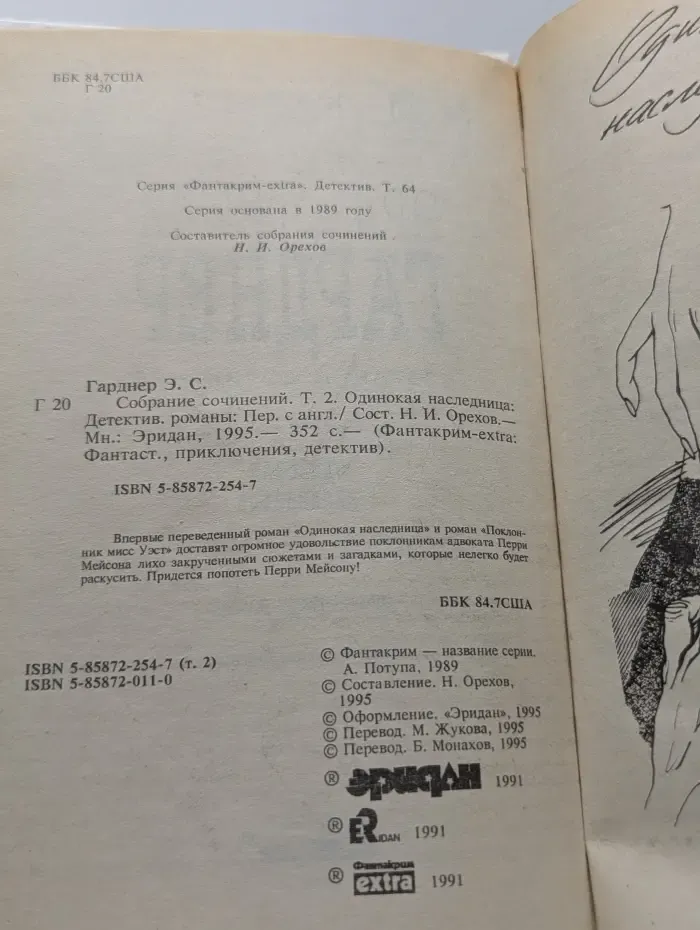 ББК 84.7США
Г 20
Серия «Фантакрим-extra». Детектив. Т. 64
Серия основана в 1989 году
Составитель собрания сочинений
Н. И. Орехов
Гарднер Э. С.
Г 20 Собрание сочинений. Т. 2. Одинокая наследница:
Детектив. романы: Пер. с англ./ Сост. Н. И. Орехов.—
Мн.: Эридан, 1995.— 352 с.— (Фантакрим-extra:
Фантаст., приключения, детектив).
ISBN 5-85872-254-7
Впервые переведенный роман «Одинокая наследница» и роман «Поклон-
ник мисс Уэст» доставят огромное удовольствие поклонникам адвоката Перри
Мейсона лихо закрученными сюжетами и загадками, которые нелегко будет
раскусить. Придется попотеть Перри Мейсону!
ББК 84.7США
ISBN 5-85872-254-7 (т. 2)
ISBN 5-85872-011-0
© Фантакрим — название серии.
А. Потупа, 1989
© Составление. Н. Орехов,
1995
© Оформление. «Эридан», 1995
© Перевод. М. Жукова, 1995
© Перевод. Б. Монахов, 1995
® Эридан 1991
® ERIDAN 1991
® Фантакрим extra 1991